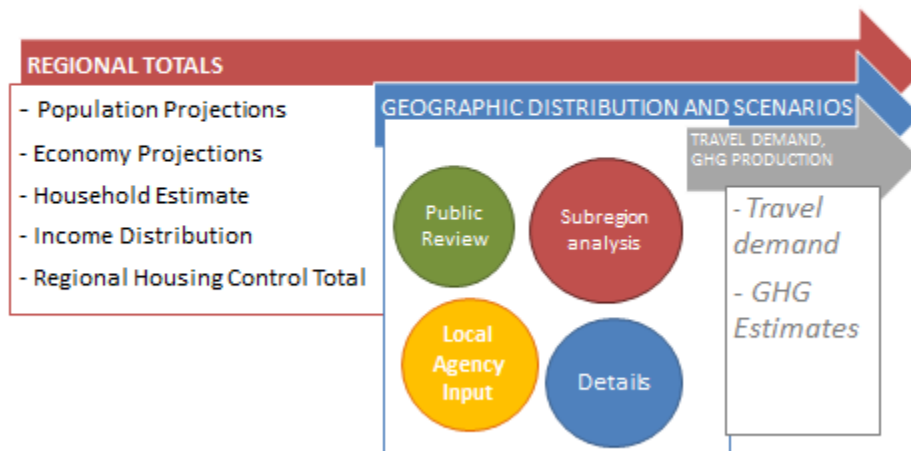 REGIONAL TOTALS
- Population Projections
- Economy Projections
- Household Estimate
- Income Distribution
- Regional Housing Control Total
GEOGRAPHIC DISTRIBUTION AND SCENARIOS
Public
Review
Subregion
analysis
Local
Agency
Input
Details
TRAVEL DEMAND,
GHG PRODUCTION
- Travel
demand
- GHG
Estimates